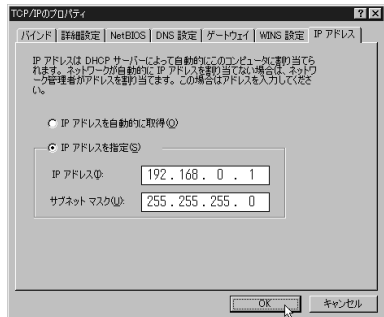 TCP/IPのプロパティ
バインド 詳細設定 NetBIOS DNS 設定 ゲートウェイ WINS 設定 IP アドレス
IP アドレスは DHCP サーバーによって自動的にこのコンピュータに割り当てら
れます。ネットワークが自動的に IP アドレスを割り当てない場合は、ネットワ
ーク管理者がアドレスを割り当てます。この場合はアドレスを入力してくださ
い。
IP アドレスを自動的に取得(O)
IP アドレスを指定(S)
IP アドレス(I): 192 . 168 . 0 . 1
サブネット マスク(U): 255 . 255 . 255 . 0
OK キャンセル